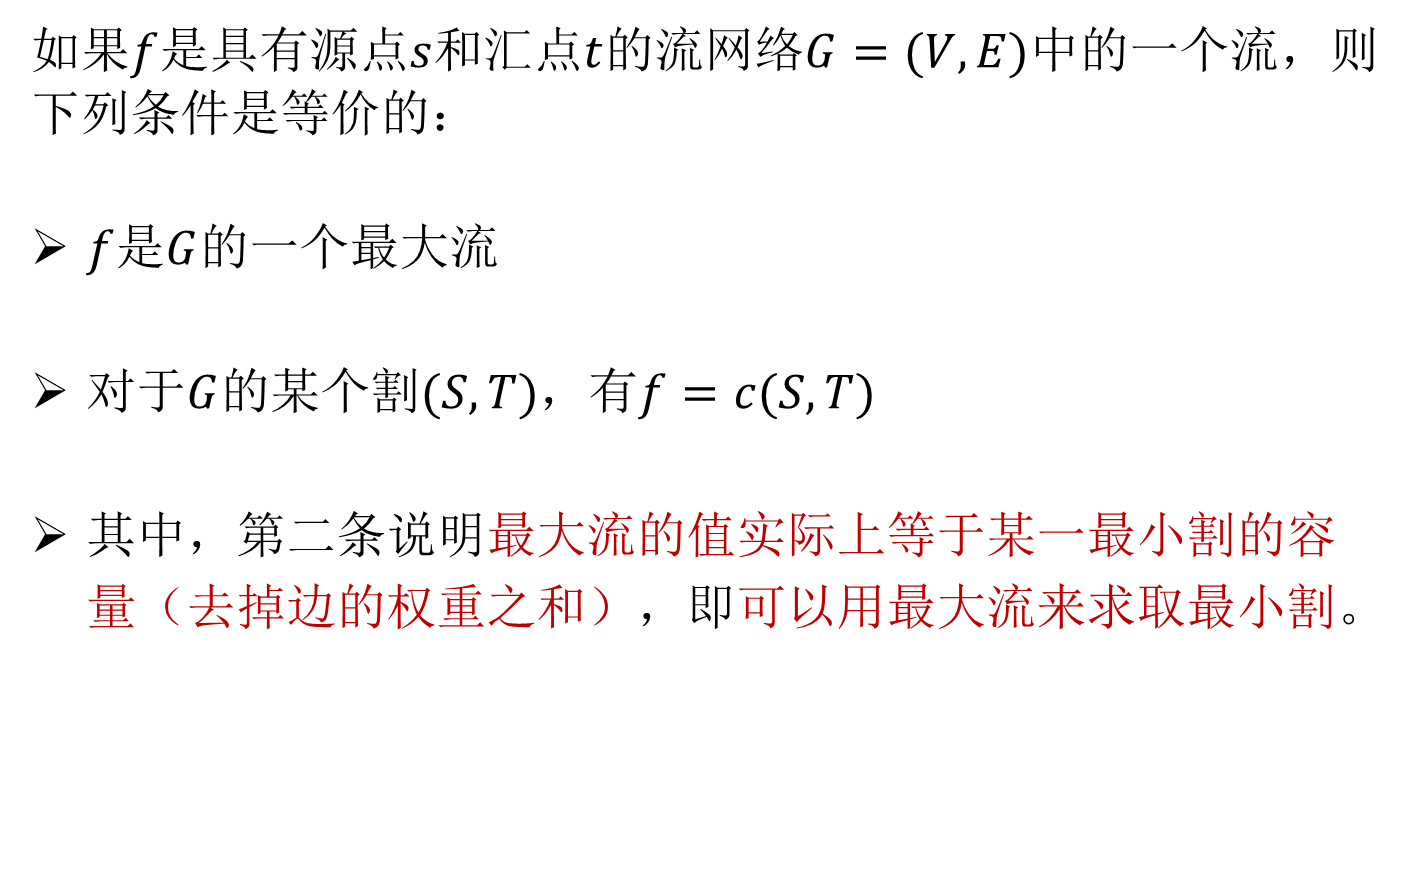 如果f是具有源点s和汇点t的流网络G = (V, E)中的一个流，则
下列条件是等价的：
➢ f是G的一个最大流
➢ 对于G的某个割(S, T)，有f = c(S, T)
➢ 其中，第二条说明最大流的值实际上等于某一最小割的容
量（去掉边的权重之和），即可以用最大流来求取最小割。